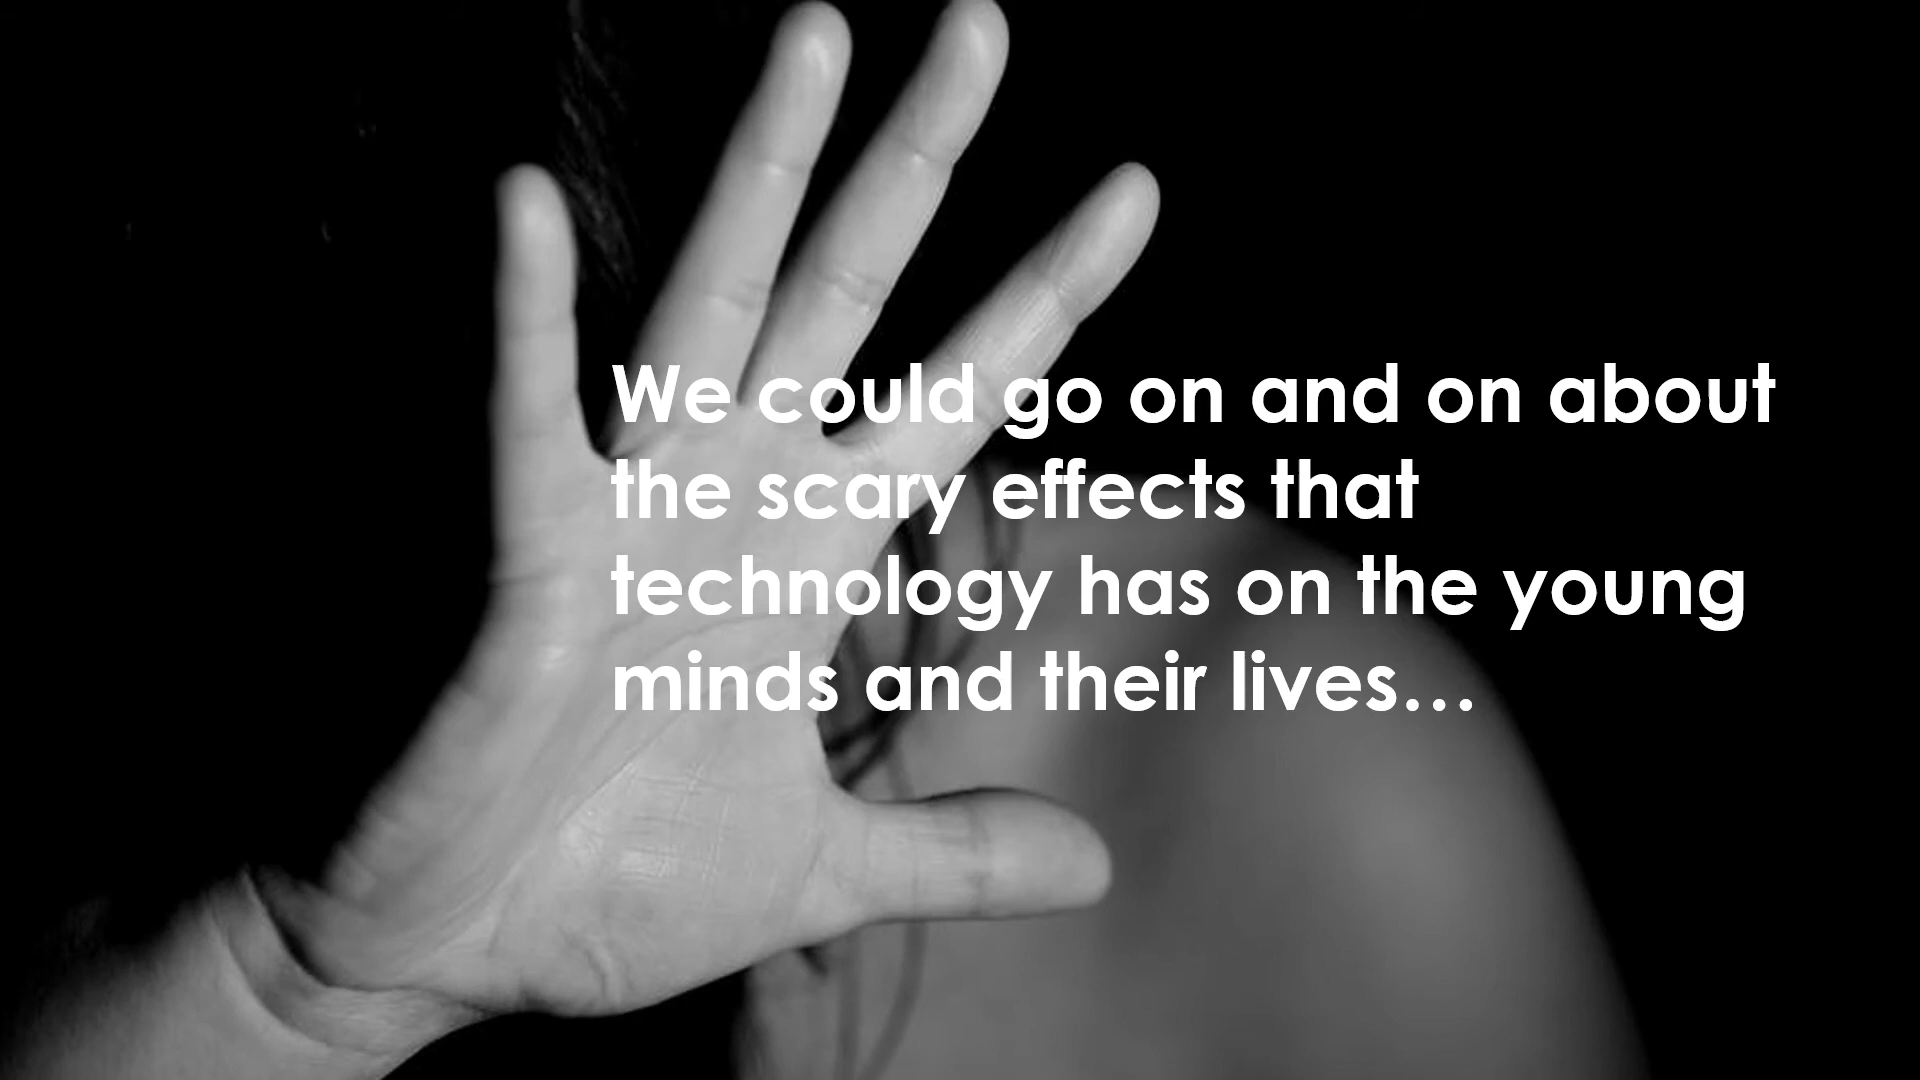 We could go on and on about
the scary effects that
technology has on the young
minds and their lives…